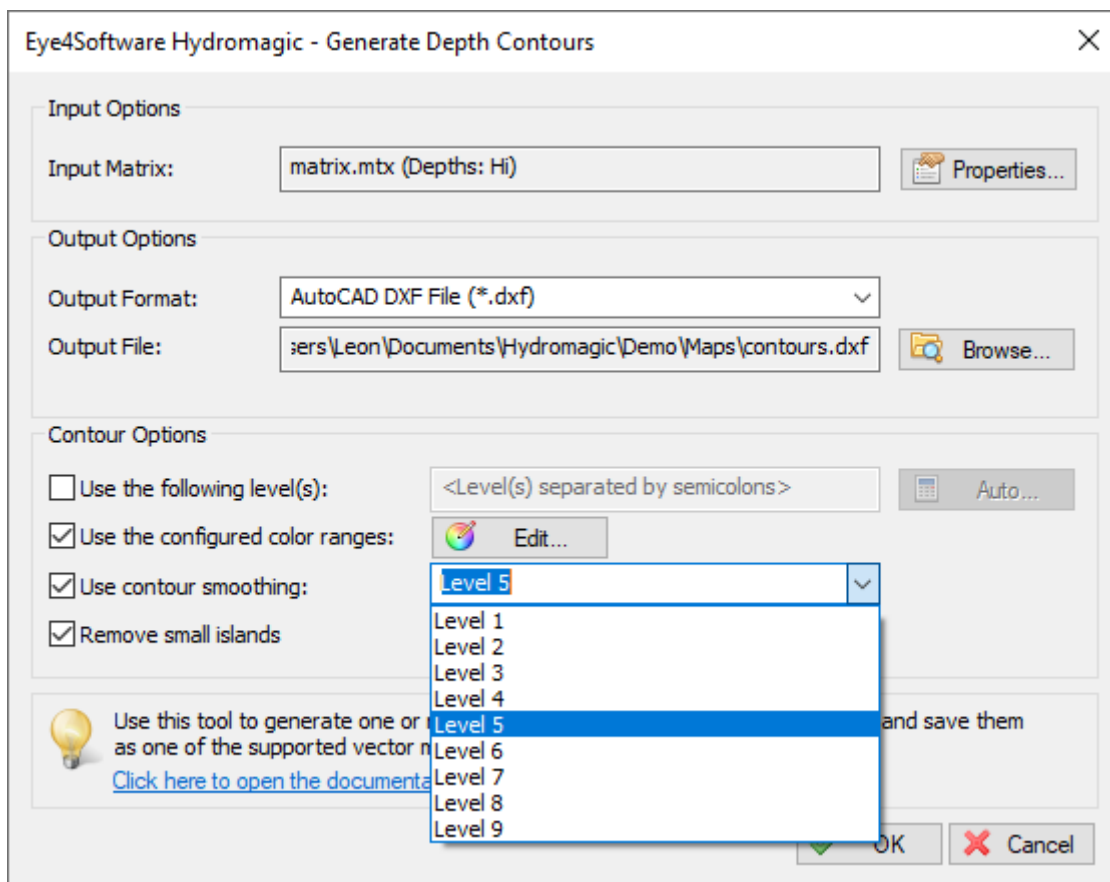 Eye4Software Hydromagic - Generate Depth Contours
Input Options
Input Matrix: matrix.mtx (Depths: Hi) Properties...
Output Options
Output Format: AutoCAD DXF File (*.dxf)
Output File: sers\Leon\Documents\Hydromagic\Demo\Maps\contours.dxf Browse...
Contour Options
Use the following level(s): <Level(s) separated by semicolons> Auto...
Use the configured color ranges: Edit...
Use contour smoothing: Level 5
Remove small islands
Level 1
Level 2
Level 3
Level 4
Level 5
Level 6
Level 7
Level 8
Level 9
Use this tool to generate one or and save them
as one of the supported vector
Click here to open the
OK Cancel